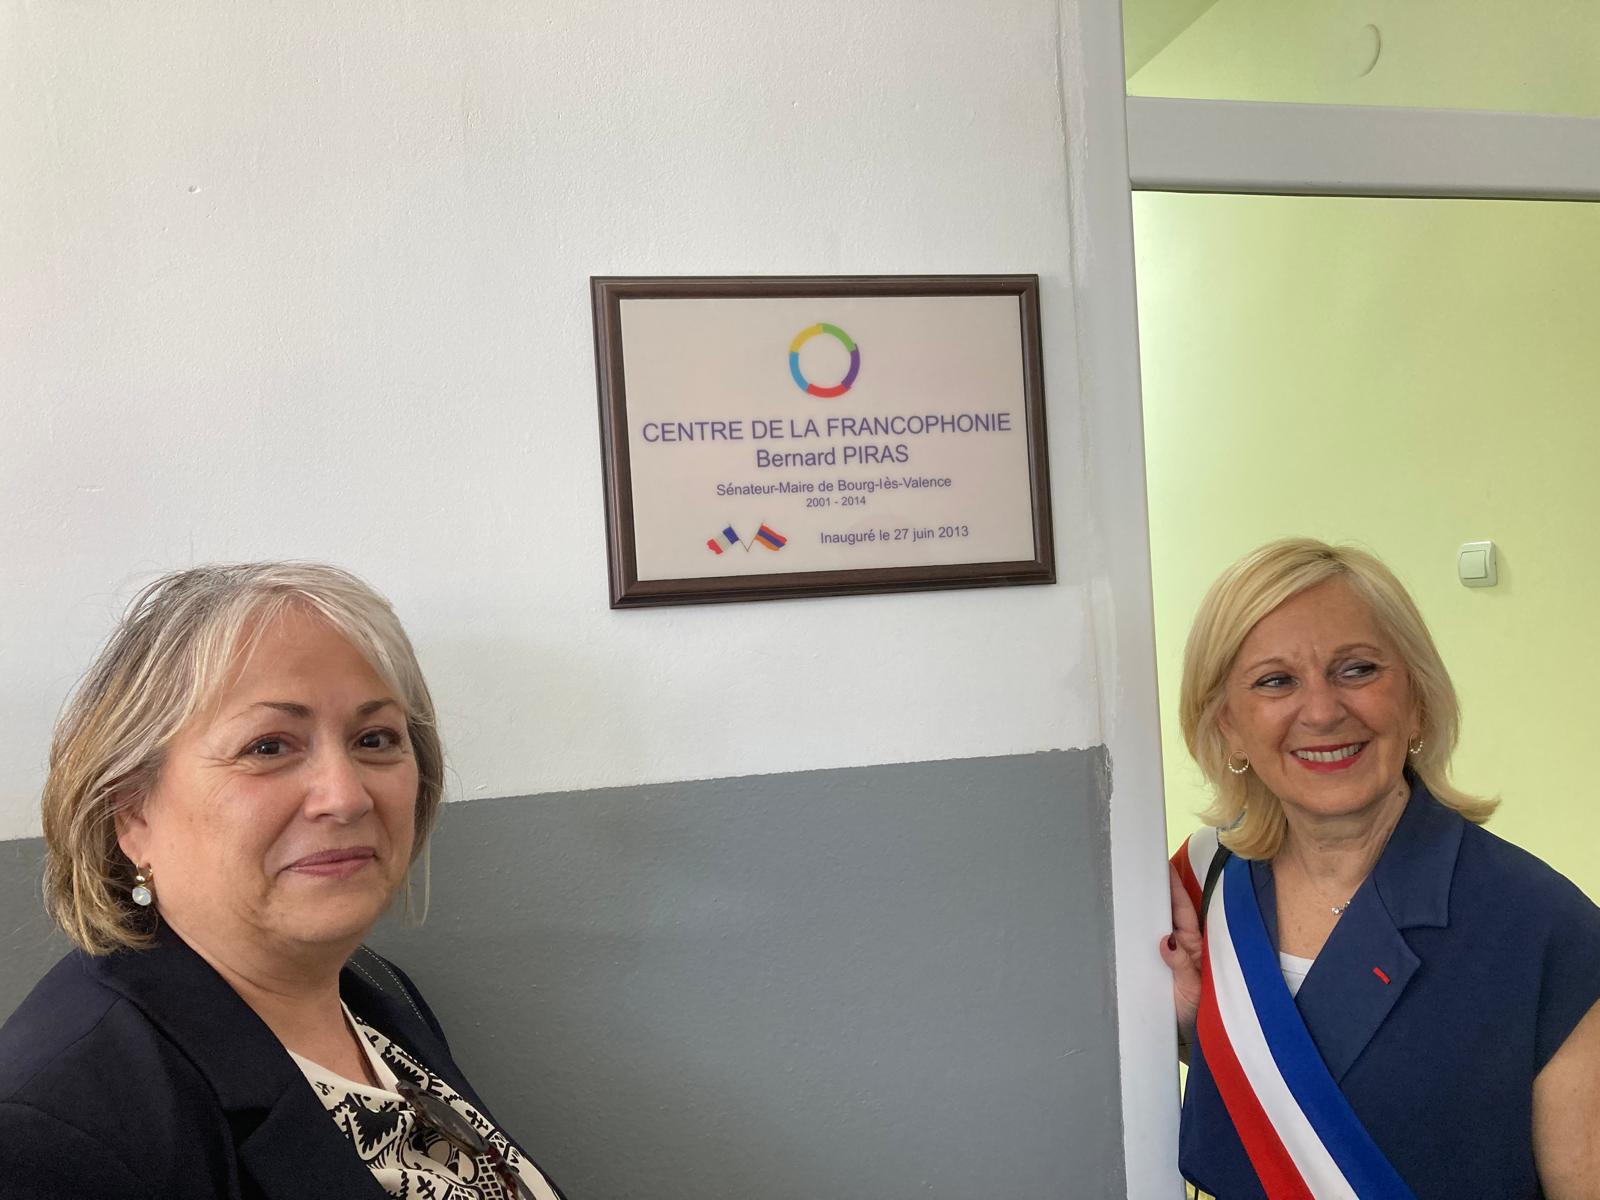 CENTRE DE LA FRANCOPHONIE
Bernard PIRAS
Sénateur-Maire de Bourg-lès-Valence
2001 - 2014
Inauguré le 27 juin 2013